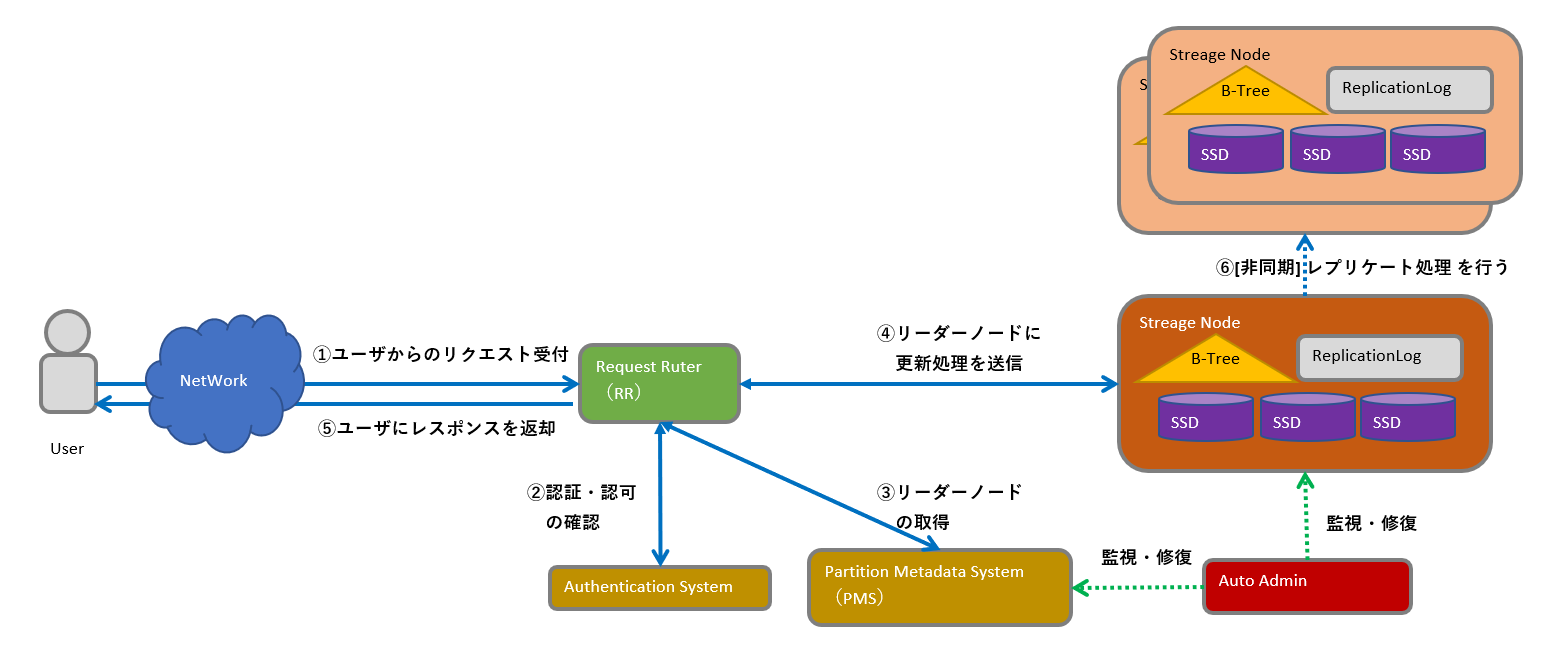 Streage Node
B-Tree
ReplicationLog
S
SSD
SSD
SSD
⑥[非同期] レプリケート処理 を行う
Streage Node
B-Tree
ReplicationLog
SSD
SSD
SSD
①ユーザからのリクエスト受付
NetWork
⑤ユーザにレスポンスを返却
User
Request Ruter
（RR）
④リーダーノードに
更新処理を送信
②認証・認可
の確認
③リーダーノード
の取得
監視・修復
監視・修復
Authentication System
Partition Metadata System
（PMS）
Auto Admin